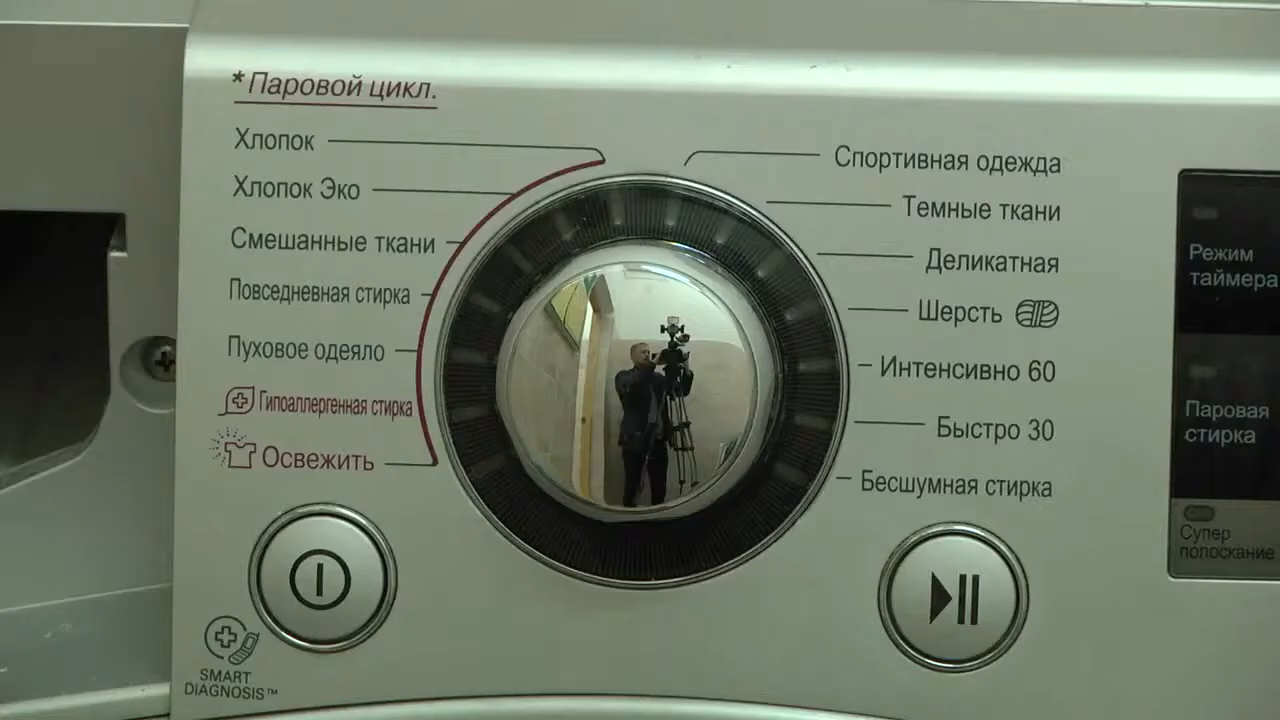 *Паровой цикл.
Хлопок
Хлопок Эко
Смешанные ткани
Повседневная стирка
Пуховое одеяло
Гипоаллергенная стирка
Освежить
Спортивная одежда
Темные ткани
Деликатная
Шерсть
Интенсивно 60
Быстро 30
Бесшумная стирка
Режим
таймера
Паровая
стирка
Супер
полоскание
SMART
DIAGNOSIS™